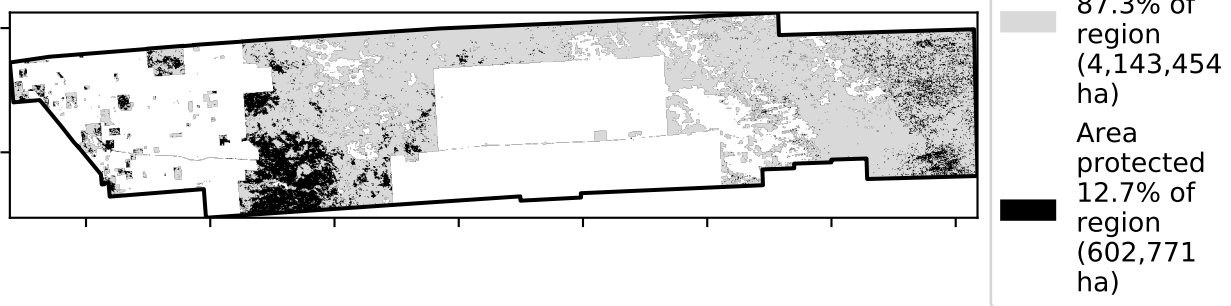 87.3% of
region
(4,143,454
ha)
Area
protected
12.7% of
region
(602,771
ha)